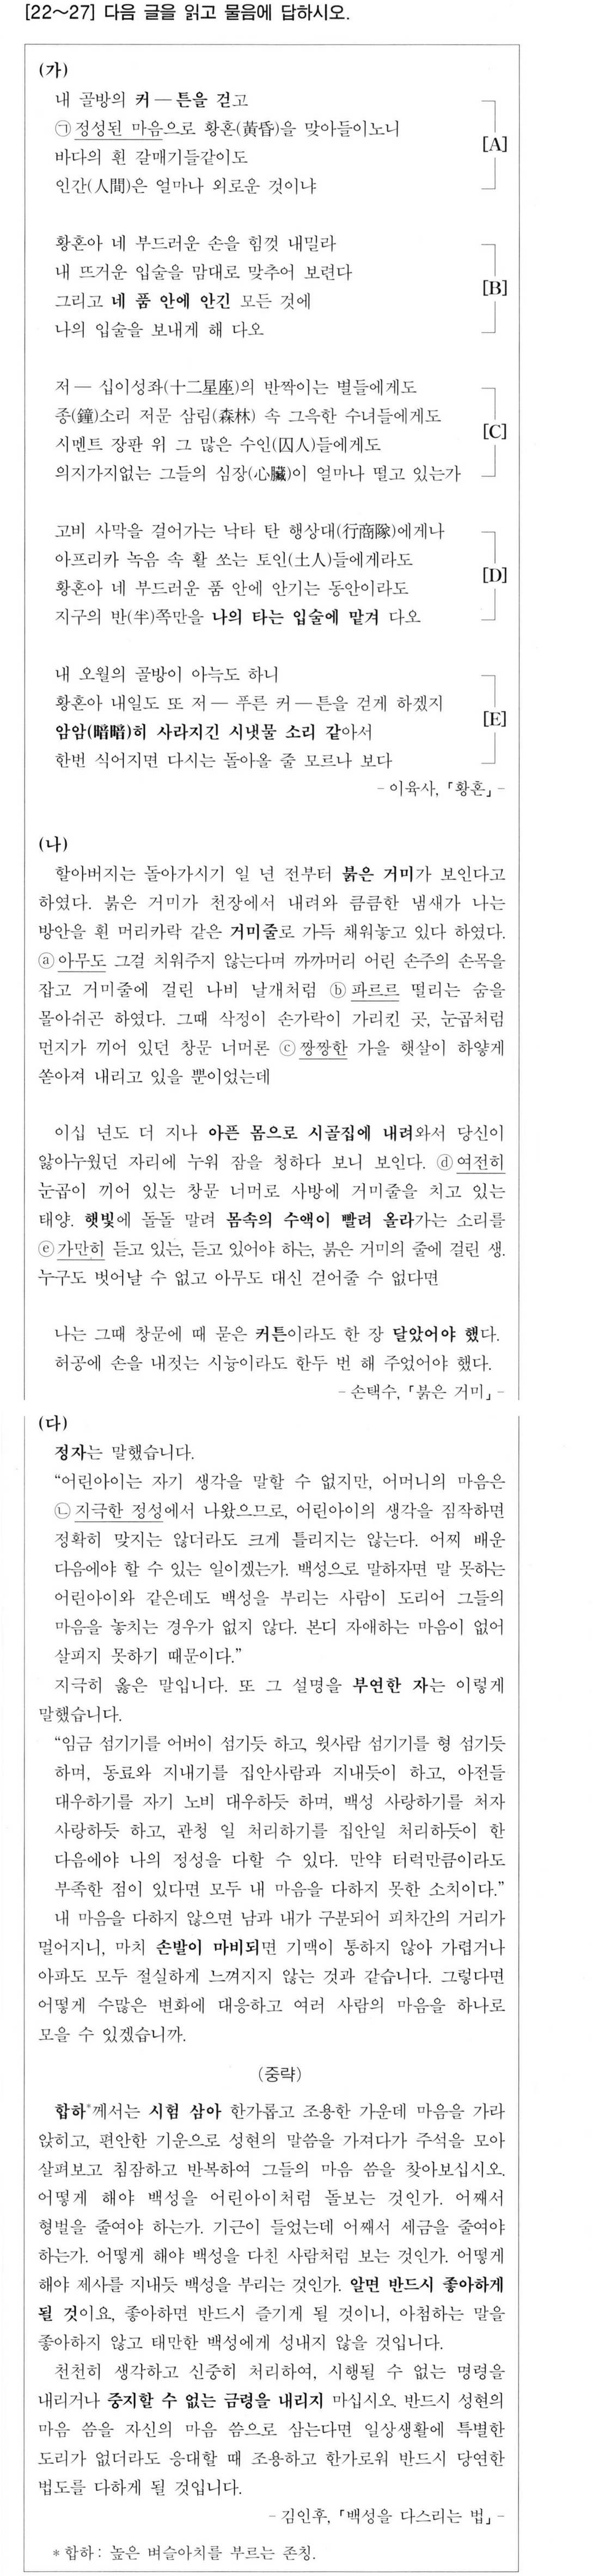 [22~27] 다음 글을 읽고 물음에 답하시오.
(가)
내 골방의 커 ― 튼을 걷고
㉠ 정성된 마음으로 황혼(黃昏)을 맞아들이노니
바다의 흰 갈매기들같이도
인간(人間)은 얼마나 외로운 것이냐
[A]
황혼아 네 부드러운 손을 힘껏 내밀라
내 뜨거운 입술을 맘대로 맞추어 보련다
그리고 네 품 안에 안긴 모든 것에
나의 입술을 보내게 해 다오
[B]
저 ― 십이성좌(十二星座)의 반짝이는 별들에게도
종(鐘)소리 저문 삼림(森林) 속 그윽한 수녀들에게도
시멘트 장판 위 그 많은 수인(囚人)들에게도
의지가지없는 그들의 심장(心臟)이 얼마나 떨고 있는가
[C]
고비 사막을 걸어가는 낙타 탄 행상대(行商隊)에게나
아프리카 녹음 속 활 쏘는 토인(土人)들에게라도
황혼아 네 부드러운 품 안에 안기는 동안이라도
지구의 반(半)쪽만을 나의 타는 입술에 맡겨 다오
[D]
내 오월의 골방이 아늑도 하니
황혼아 내일도 또 저 ― 푸른 커 ― 튼을 걷게 하겠지
암암(暗暗)히 사라지긴 시냇물 소리 같아서
한번 식어지면 다시는 돌아올 줄 모르나 보다
[E]
- 이육사, 「황혼」 -
(나)
할아버지는 돌아가시기 일 년 전부터 붉은 거미가 보인다고
하였다. 붉은 거미가 천장에서 내려와 큼큼한 냄새가 나는
방안을 흰 머리카락 같은 거미줄로 가득 채워놓고 있다 하였다.
ⓐ 아무도 그걸 치워주지 않는다며 까까머리 어린 손주의 손목을
잡고 거미줄에 걸린 나비 날개처럼 ⓑ 파르르 떨리는 숨을
몰아쉬곤 하였다. 그때 삭정이 손가락이 가리킨 곳, 눈곱처럼
먼지가 끼어 있던 창문 너머론 ⓒ 짱짱한 가을 햇살이 하얗게
쏟아져 내리고 있을 뿐이었는데
이십 년도 더 지나 아픈 몸으로 시골집에 내려와서 당신이
앓아누웠던 자리에 누워 잠을 청하다 보니 보인다. ⓓ 여전히
눈곱이 끼어 있는 창문 너머로 사방에 거미줄을 치고 있는
태양. 햇빛에 돌돌 말려 몸속의 수액이 빨려 올라가는 소리를
ⓔ 가만히 듣고 있는, 듣고 있어야 하는, 붉은 거미의 줄에 걸린 생.
누구도 벗어날 수 없고 아무도 대신 걷어줄 수 없다면
나는 그때 창문에 때 묻은 커튼이라도 한 장 달았어야 했다.
허공에 손을 내젓는 시늉이라도 한두 번 해 주었어야 했다.
- 손택수, 「붉은 거미」 -
(다)
정자는 말했습니다.
“어린아이는 자기 생각을 말할 수 없지만, 어머니의 마음은
㉡ 지극한 정성에서 나왔으므로, 어린아이의 생각을 짐작하면
정확히 맞지는 않더라도 크게 틀리지는 않는다. 어찌 배운
다음에야 할 수 있는 일이겠는가. 백성으로 말하자면 말 못하는
어린아이와 같은데도 백성을 부리는 사람이 도리어 그들의
마음을 놓치는 경우가 없지 않다. 본디 자애하는 마음이 없어
살피지 못하기 때문이다.”
지극히 옳은 말입니다. 또 그 설명을 부연한 자는 이렇게
말했습니다.
“임금 섬기기를 어버이 섬기듯 하고, 윗사람 섬기기를 형 섬기듯
하며, 동료와 지내기를 집안사람과 지내듯이 하고, 아전들
대우하기를 자기 노비 대우하듯 하며, 백성 사랑하기를 처자
사랑하듯 하고, 관청 일 처리하기를 집안일 처리하듯이 한
다음에야 나의 정성을 다할 수 있다. 만약 터럭만큼이라도
부족한 점이 있다면 모두 내 마음을 다하지 못한 소치이다.”
내 마음을 다하지 않으면 남과 내가 구분되어 피차간의 거리가
멀어지니, 마치 손발이 마비되면 기맥이 통하지 않아 가렵거나
아파도 모두 절실하게 느껴지지 않는 것과 같습니다. 그렇다면
어떻게 수많은 변화에 대응하고 여러 사람의 마음을 하나로
모을 수 있겠습니까.
(중략)
합하*께서는 시험 삼아 한가롭고 조용한 가운데 마음을 가라
앉히고, 편안한 기운으로 성현의 말씀을 가져다가 주석을 모아
살펴보고 침잠하고 반복하여 그들의 마음 씀을 찾아보십시오.
어떻게 해야 백성을 어린아이처럼 돌보는 것인가. 어째서
형벌을 줄여야 하는가. 기근이 들었는데 어째서 세금을 줄여야
하는가. 어떻게 해야 백성을 다친 사람처럼 보는 것인가. 어떻게
해야 제사를 지내듯 백성을 부리는 것인가. 알면 반드시 좋아하게
될 것이요, 좋아하면 반드시 즐기게 될 것이니, 아첨하는 말을
좋아하지 않고 태만한 백성에게 성내지 않을 것입니다.
천천히 생각하고 신중히 처리하여, 시행될 수 없는 명령을
내리거나 중지할 수 없는 금령을 내리지 마십시오. 반드시 성현의
마음 씀을 자신의 마음 씀으로 삼는다면 일상생활에 특별한
도리가 없더라도 응대할 때 조용하고 한가로워 반드시 당연한
법도를 다하게 될 것입니다.
- 김인후, 「백성을 다스리는 법」 -
* 합하 : 높은 벼슬아치를 부르는 존칭.